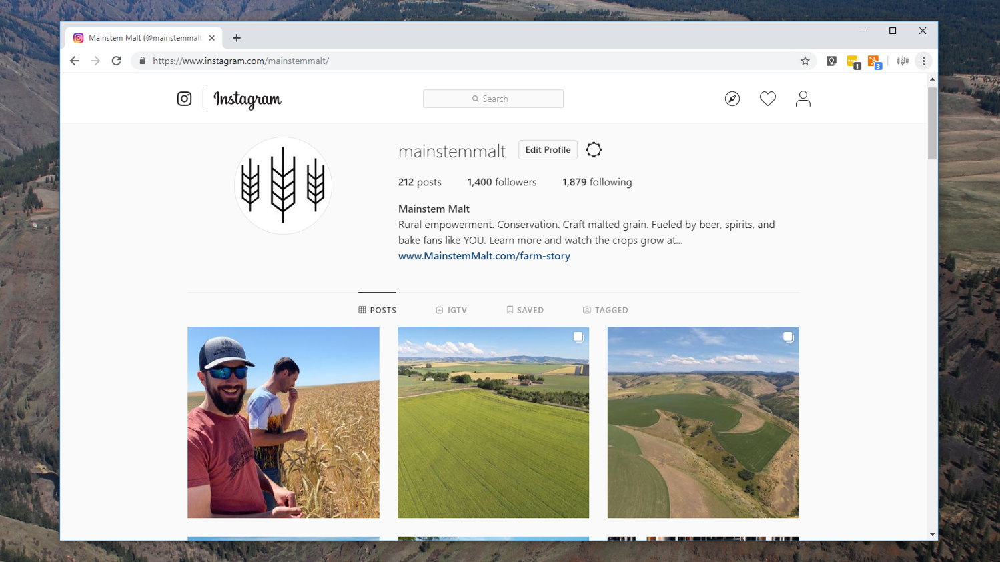 Mainstem Malt (@mainstemmalt
https://www.instagram.com/mainstemmalt/
1
3
Instagram
Search
mainstemmalt
Edit Profile
212 posts 1,400 followers 1,879 following
Mainstem Malt
Rural empowerment. Conservation. Craft malted grain. Fueled by beer, spirits, and
bake fans like YOU. Learn more and watch the crops grow at...
www.MainstemMalt.com/farm-story
POSTS IGTV SAVED TAGGED